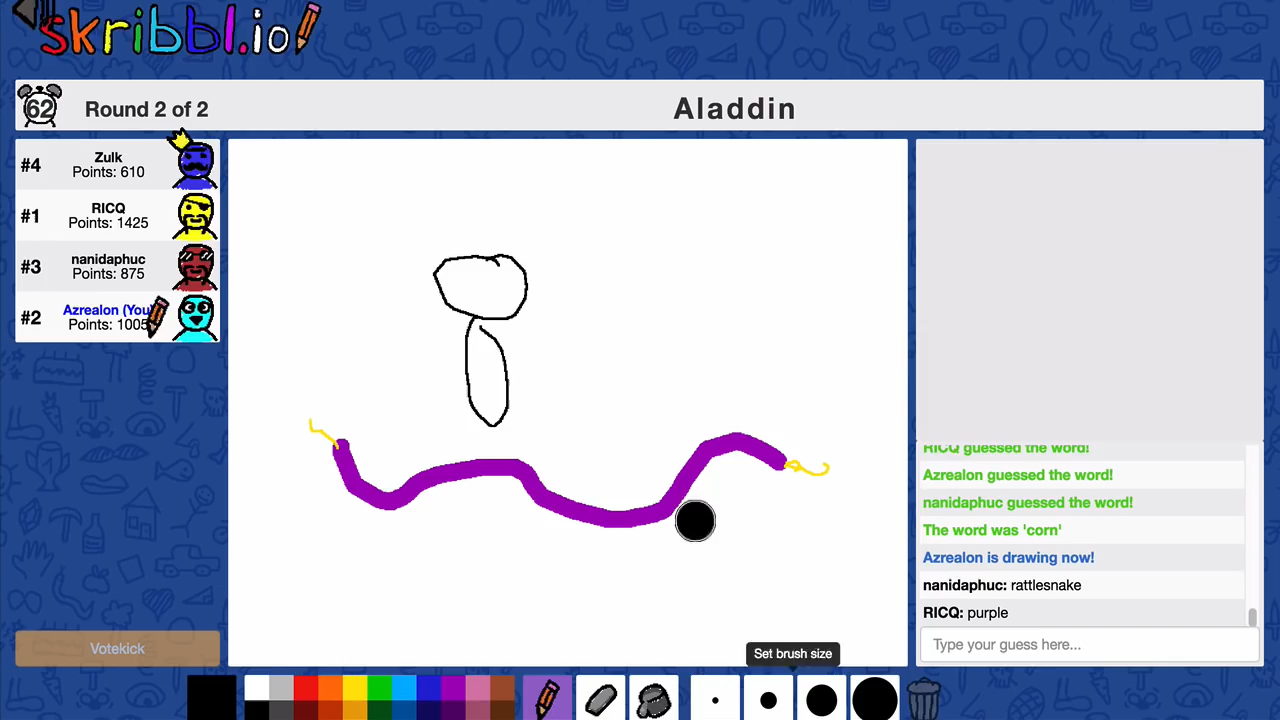 skribbl.io
62
Round 2 of 2
Aladdin
#4
Zulk
Points: 610
#1
RICQ
Points: 1425
#3
nanidaphuc
Points: 875
#2
Azrealon (You)
Points: 1005
RICQ guessed the word!
Azrealon guessed the word!
nanidaphuc guessed the word!
The word was 'corn'
Azrealon is drawing now!
nanidaphuc: rattlesnake
RICQ: purple
Type your guess here...
Votekick
Set brush size